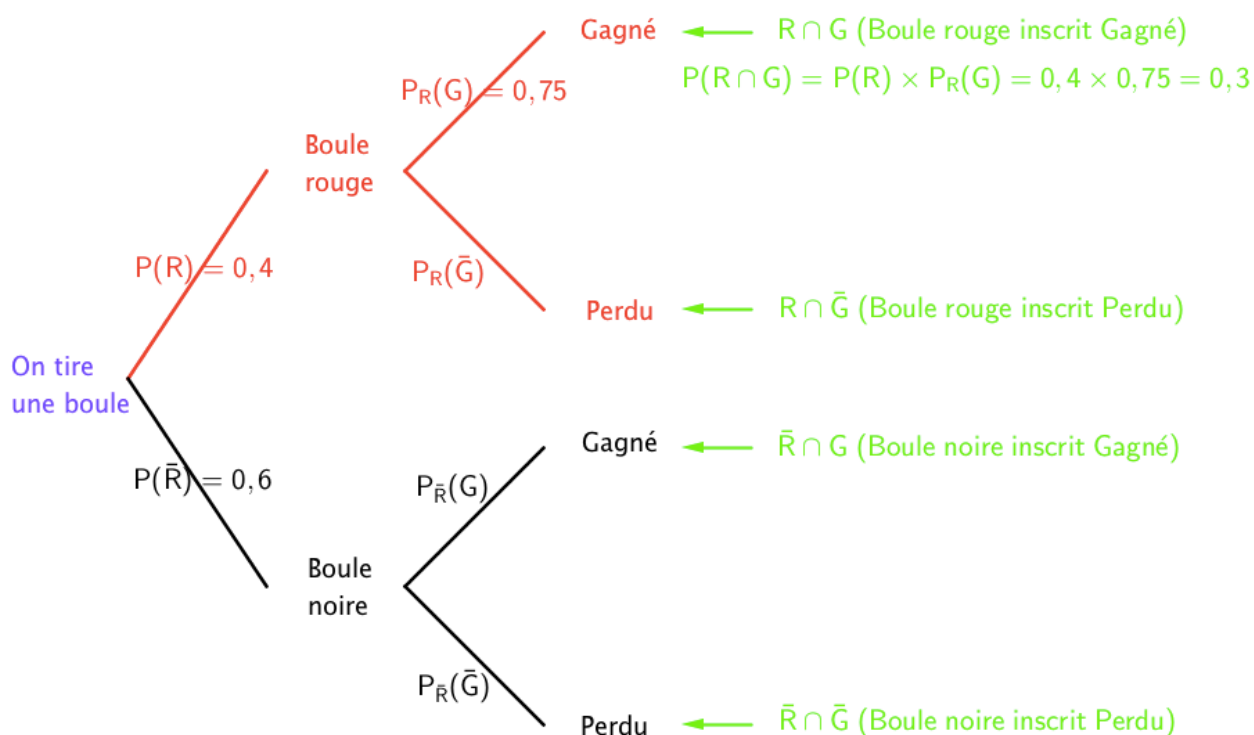 Gagné
R ∩ G (Boule rouge inscrit Gagné)
P_R(G) = 0,75
P(R ∩ G) = P(R) × P_R(G) = 0,4 × 0,75 = 0,3
Boule
rouge
P(R) = 0,4
P_R(Ḡ)
Perdu
R ∩ Ḡ (Boule rouge inscrit Perdu)
On tire
une boule
Gagné
R̄ ∩ G (Boule noire inscrit Gagné)
P(R̄) = 0,6
P_R̄(G)
Boule
noire
P_R̄(Ḡ)
Perdu
R̄ ∩ Ḡ (Boule noire inscrit Perdu)